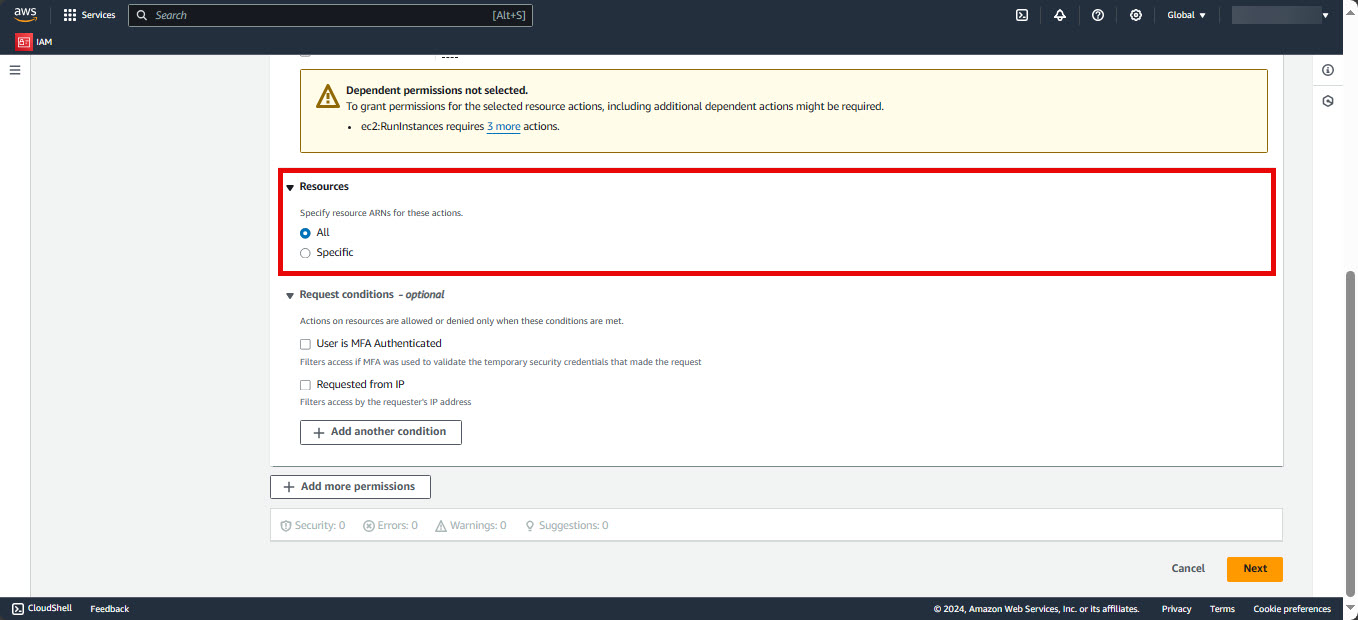 aws Services Search [Alt+S] Global
IAM
Dependent permissions not selected.
To grant permissions for the selected resource actions, including additional dependent actions might be required.
• ec2:RunInstances requires 3 more actions.
Resources
Specify resource ARNs for these actions.
All
Specific
Request conditions - optional
Actions on resources are allowed or denied only when these conditions are met.
User is MFA Authenticated
Filters access if MFA was used to validate the temporary security credentials that made the request
Requested from IP
Filters access by the requester's IP address
Add another condition
Add more permissions
Security: 0 Errors: 0 Warnings: 0 Suggestions: 0
Cancel Next
CloudShell Feedback © 2024, Amazon Web Services, Inc. or its affiliates. Privacy Terms Cookie preferences